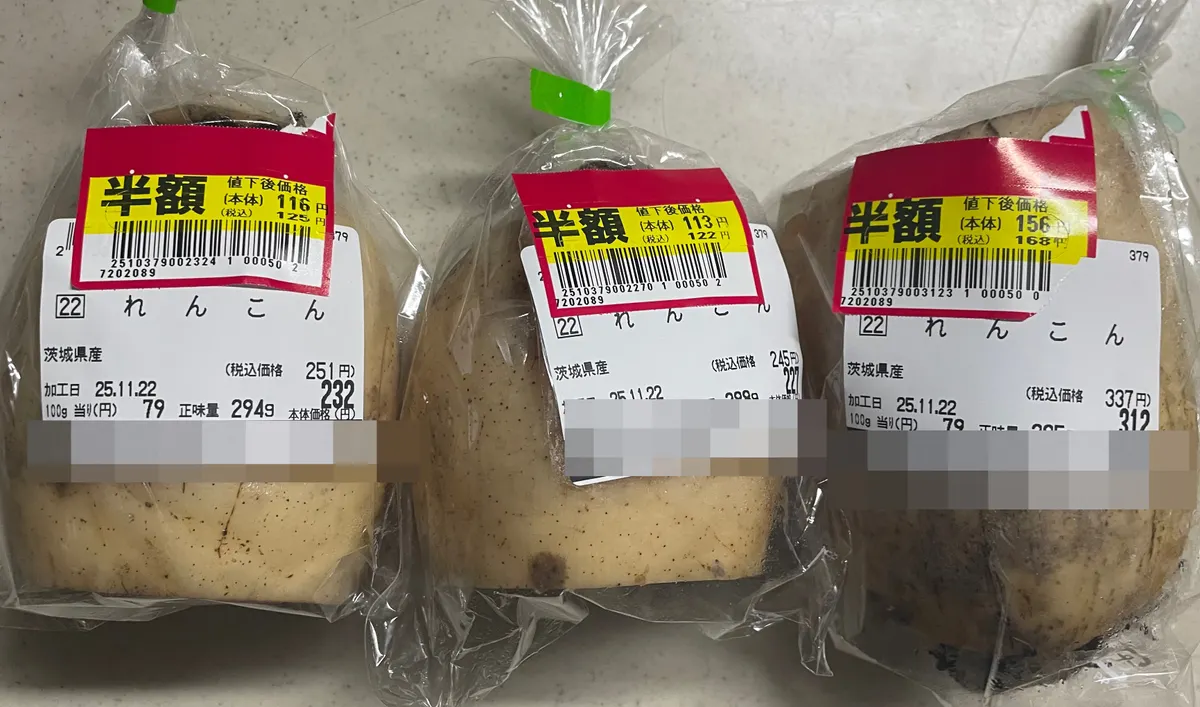 半額
値下後価格
(本体) 116円
(税込) 125円
2510379002324 1 00050 2
7202089
2
379
22 れんこん
茨城県産
(税込価格 251円)
加工日 25.11.22
232
100g 当り(円) 79 正味量 294g 本体価格(円)
半額
値下後価格
(本体) 113円
(税込) 122円
2510379002270 1 00050 2
7202089
379
22 れんこん
茨城県産
(税込価格 245円)
227
加工日 25.11.22
半額
値下後価格
(本体) 156円
(税込) 168円
2510379003123 1 00050 0
7202089
379
22 れんこん
茨城県産
(税込価格 337円)
加工日 25.11.22
312
100g 当り(円) 79 正味量